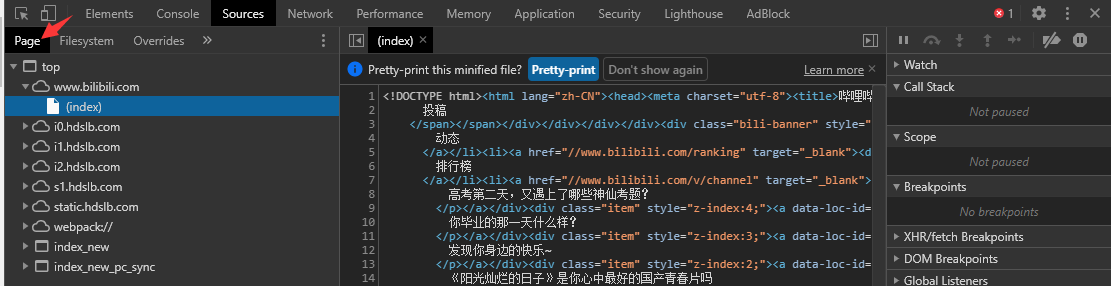 Elements Console Sources Network Performance Memory Application Security Lighthouse AdBlock 1
Page Filesystem Overrides »
top
www.bilibili.com
(index)
i0.hdslb.com
i1.hdslb.com
i2.hdslb.com
s1.hdslb.com
static.hdslb.com
webpack://
index_new
index_new_pc_sync
(index) ×
Pretty-print this minified file? Pretty-print Don't show again Learn more ×
1 <!DOCTYPE html><html lang="zh-CN"><head><meta charset="utf-8"><title>哔哩哔
2 投稿
3 </span></span></div></div></div></div><div class="bili-banner" style="
4 动态
5 </a></li><li><a href="//www.bilibili.com/ranking" target="_blank"><d
6 排行榜
7 </a></li><li><a href="//www.bilibili.com/v/channel" target="_blank">
8 高考第二天，又遇上了哪些神仙考题?
9 </p></a></div><div class="item" style="z-index:4;"><a data-loc-id=
10 你毕业的那一天什么样?
11 </p></a></div><div class="item" style="z-index:3;"><a data-loc-id=
12 发现你身边的快乐~
13 </p></a></div><div class="item" style="z-index:2;"><a data-loc-id=
14 《阳光灿烂的日子》是你心中最好的国产青春片吗
Watch
Call Stack
Not paused
Scope
Not paused
Breakpoints
No breakpoints
XHR/fetch Breakpoints
DOM Breakpoints
Global Listeners